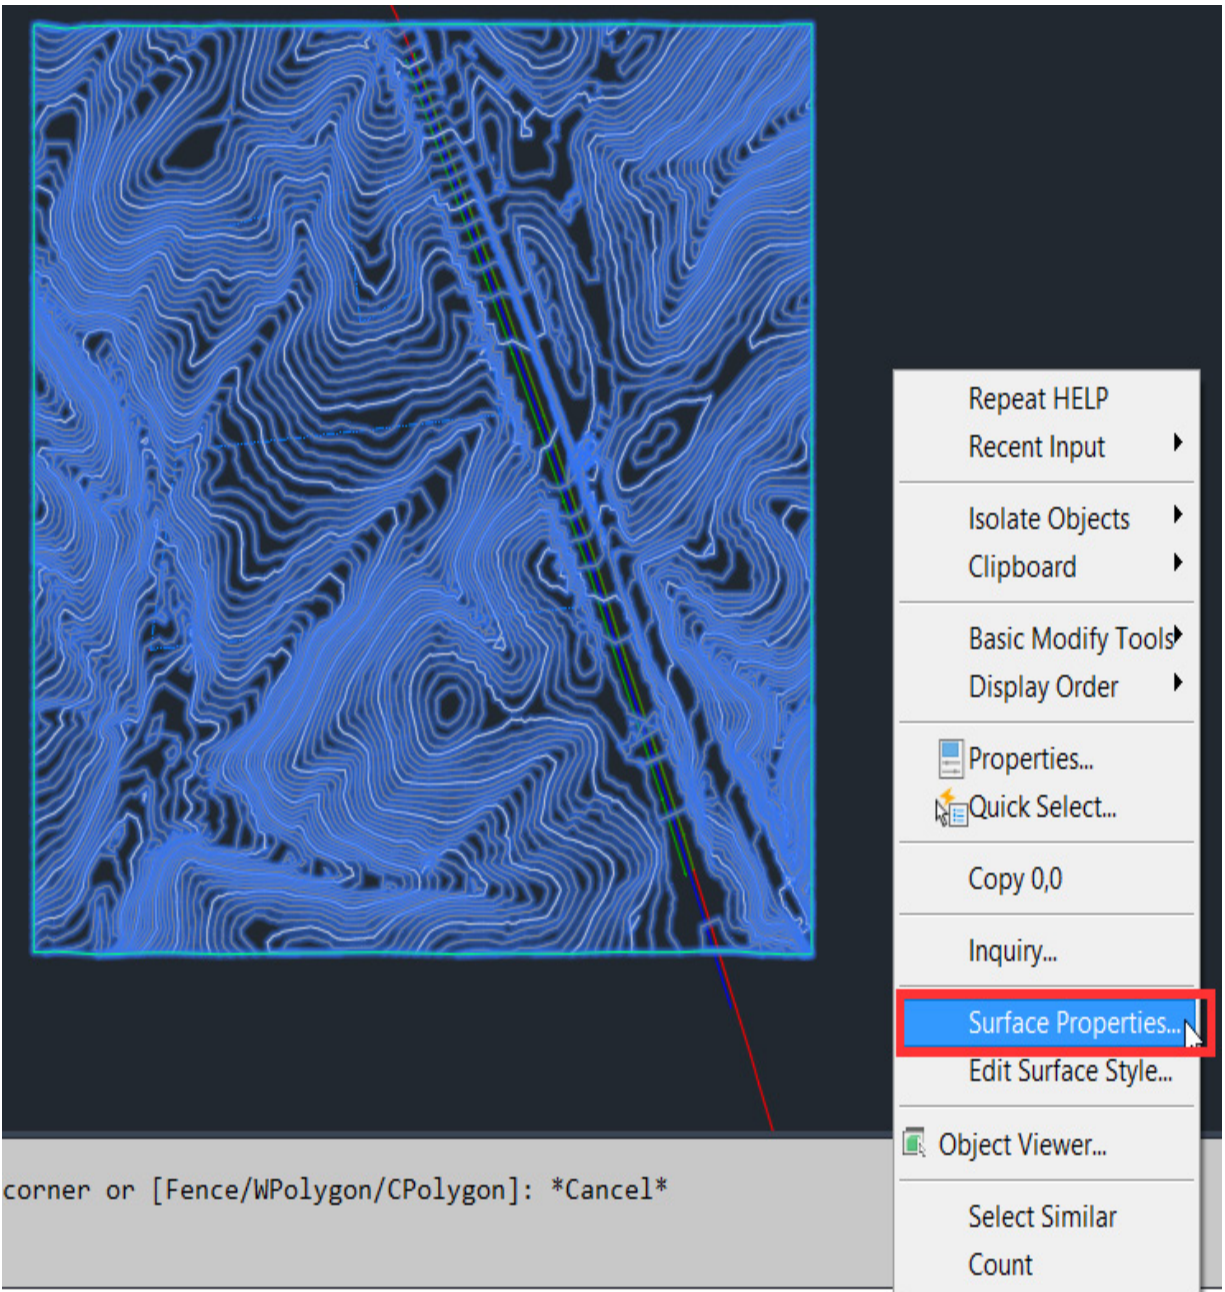 Repeat HELP
Recent Input
Isolate Objects
Clipboard
Basic Modify Tools
Display Order
Properties...
Quick Select...
Copy 0,0
Inquiry...
Surface Properties...
Edit Surface Style...
Object Viewer...
corner or [Fence/WPolygon/CPolygon]: *Cancel*
Select Similar
Count